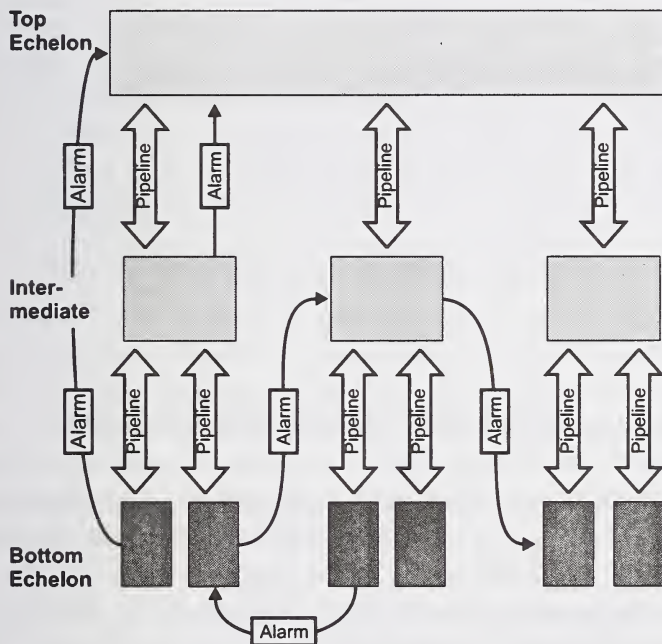 Top
Echelon
Alarm
Pipeline
Alarm
Pipeline
Pipeline
Inter-
mediate
Alarm
Pipeline
Pipeline
Alarm
Pipeline
Pipeline
Alarm
Pipeline
Pipeline
Bottom
Echelon
Alarm